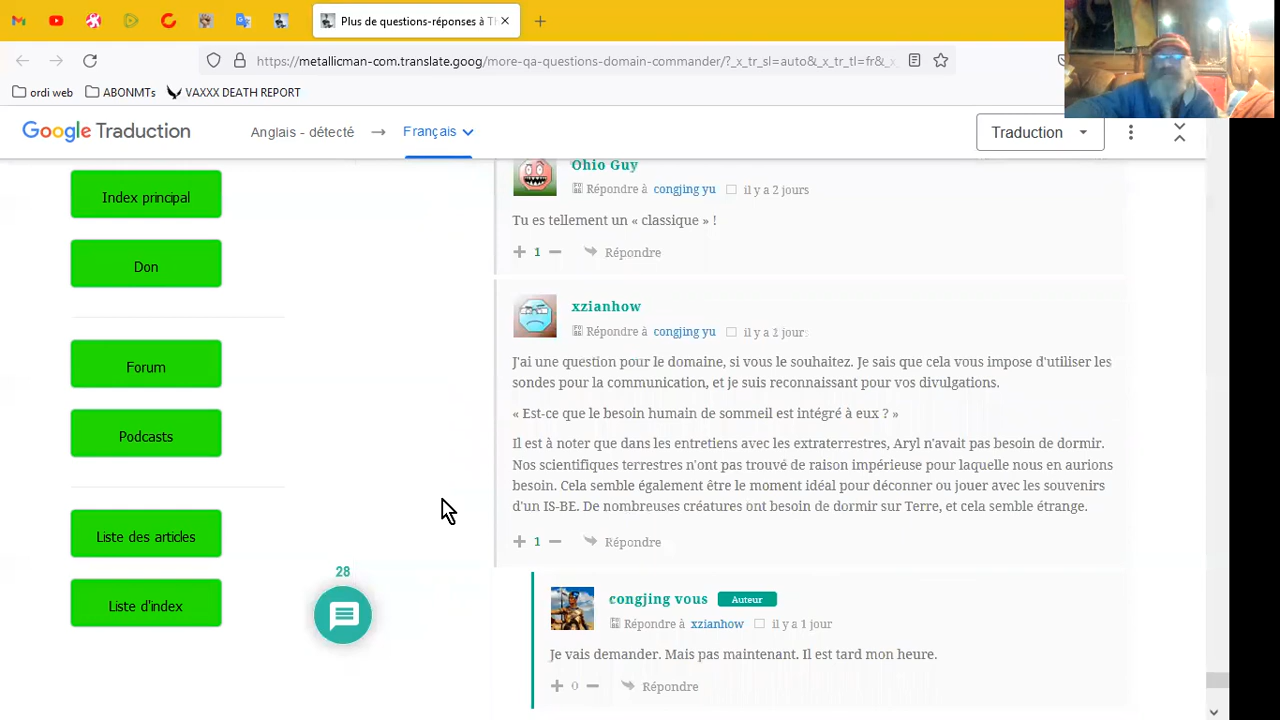 Plus de questions-réponses à Th
https://metallicman-com.translate.goog/more-qa-questions-domain-commander/?_x_tr_sl=auto&_x_tr_tl=fr&_x
ordi web
ABONMTs
VAXXX DEATH REPORT
Google Traduction
Anglais - détecté
Français
Traduction
Index principal
Don
Forum
Podcasts
Liste des articles
Liste d'index
28
Ohio Guy
Répondre à congjing yu il y a 2 jours
Tu es tellement un « classique » !
+ 1 − Répondre
xzianhow
Répondre à congjing yu il y a 2 jours
J'ai une question pour le domaine, si vous le souhaitez. Je sais que cela vous impose d'utiliser les
sondes pour la communication, et je suis reconnaissant pour vos divulgations.
« Est-ce que le besoin humain de sommeil est intégré à eux ? »
Il est à noter que dans les entretiens avec les extraterrestres, Aryl n'avait pas besoin de dormir.
Nos scientifiques terrestres n'ont pas trouvé de raison impérieuse pour laquelle nous en aurions
besoin. Cela semble également être le moment idéal pour déconner ou jouer avec les souvenirs
d'un IS-BE. De nombreuses créatures ont besoin de dormir sur Terre, et cela semble étrange.
+ 1 − Répondre
congjing vous Auteur
Répondre à xzianhow il y a 1 jour
Je vais demander. Mais pas maintenant. Il est tard mon heure.
+ 0 − Répondre